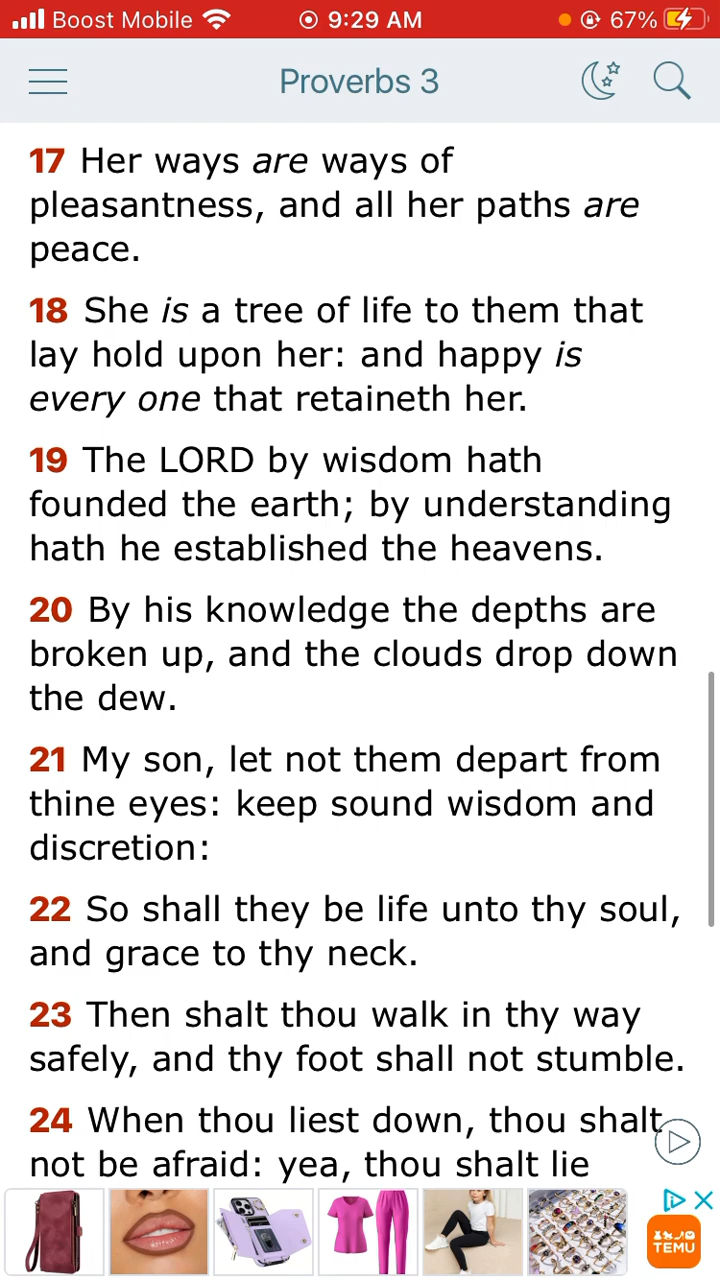 Boost Mobile 9:29 AM 67%
Proverbs 3
17 Her ways are ways of
pleasantness, and all her paths are
peace.
18 She is a tree of life to them that
lay hold upon her: and happy is
every one that retaineth her.
19 The LORD by wisdom hath
founded the earth; by understanding
hath he established the heavens.
20 By his knowledge the depths are
broken up, and the clouds drop down
the dew.
21 My son, let not them depart from
thine eyes: keep sound wisdom and
discretion:
22 So shall they be life unto thy soul,
and grace to thy neck.
23 Then shalt thou walk in thy way
safely, and thy foot shall not stumble.
24 When thou liest down, thou shalt
not be afraid: yea, thou shalt lie
TEMU